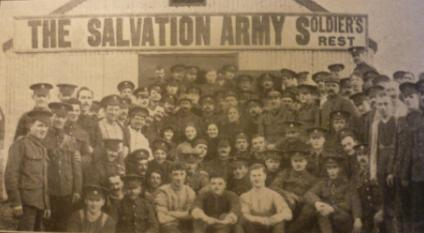 THE SALVATION ARMY SOLDIER'S
REST